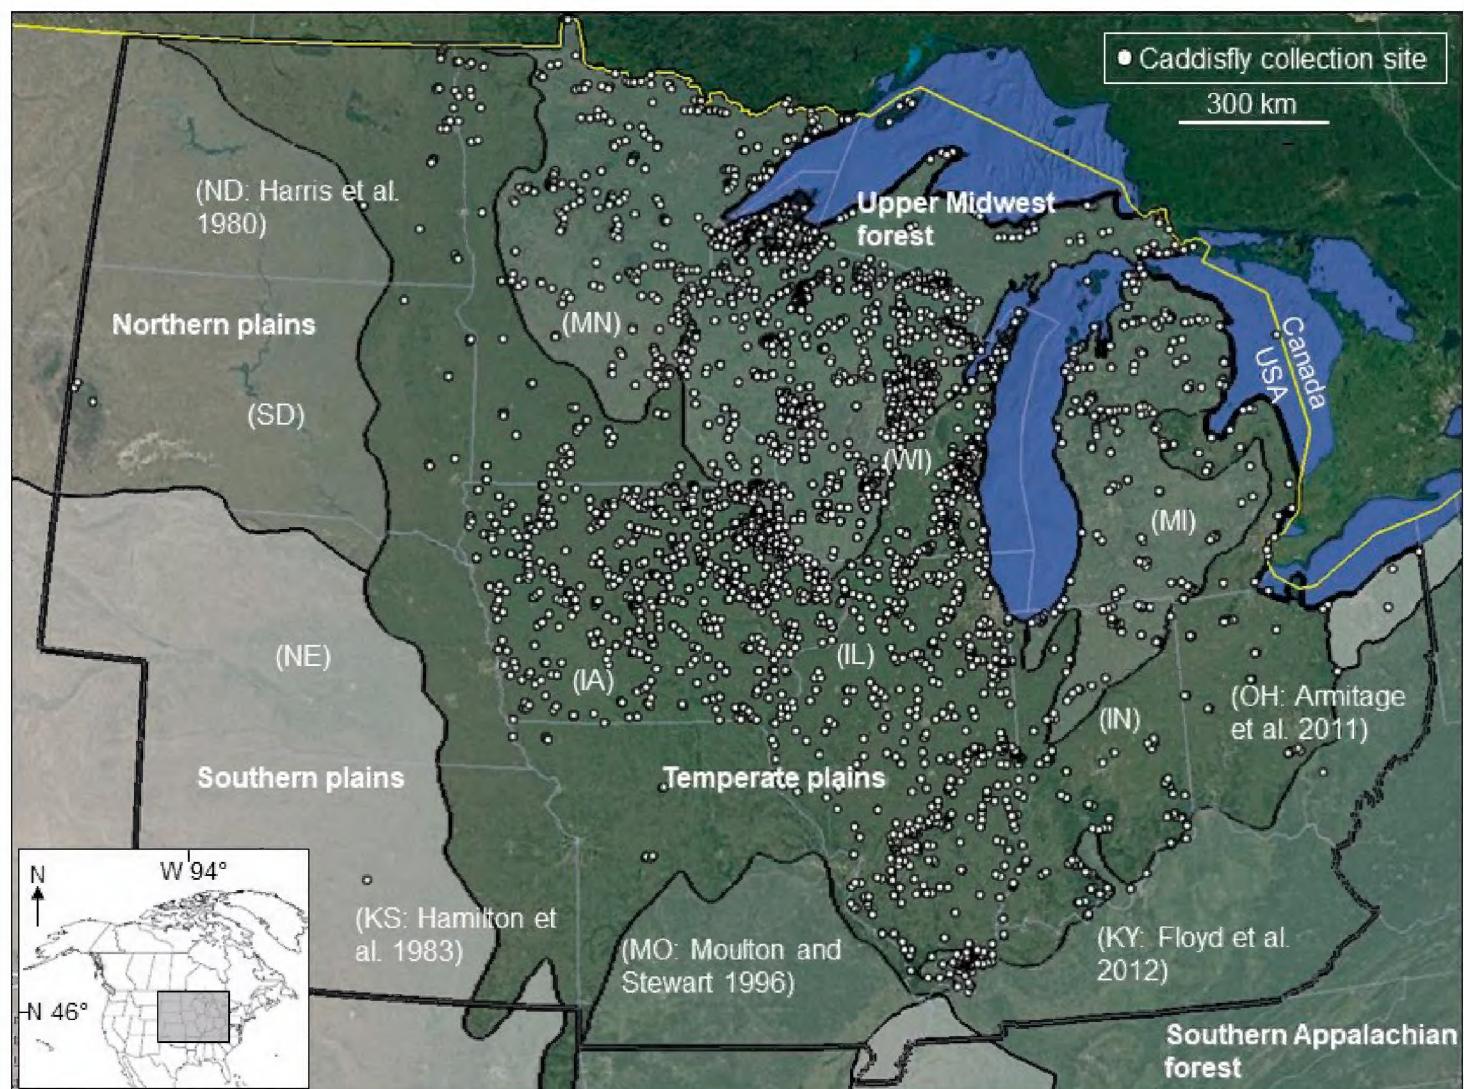 Caddisfly collection site
300 km
(ND: Harris et al.
1980)
Upper Midwest
forest
Northern plains
(MN)
Canada
USA
(SD)
(WI)
(MI)
(NE)
(IA)
(IL)
(OH: Armitage
et al. 2011)
(IN)
Southern plains
Temperate plains
W 94°
N
(KS: Hamilton et
al. 1983)
(MO: Moulton and
Stewart 1996)
(KY: Floyd et al.
2012)
N 46°
Southern Appalachian
forest